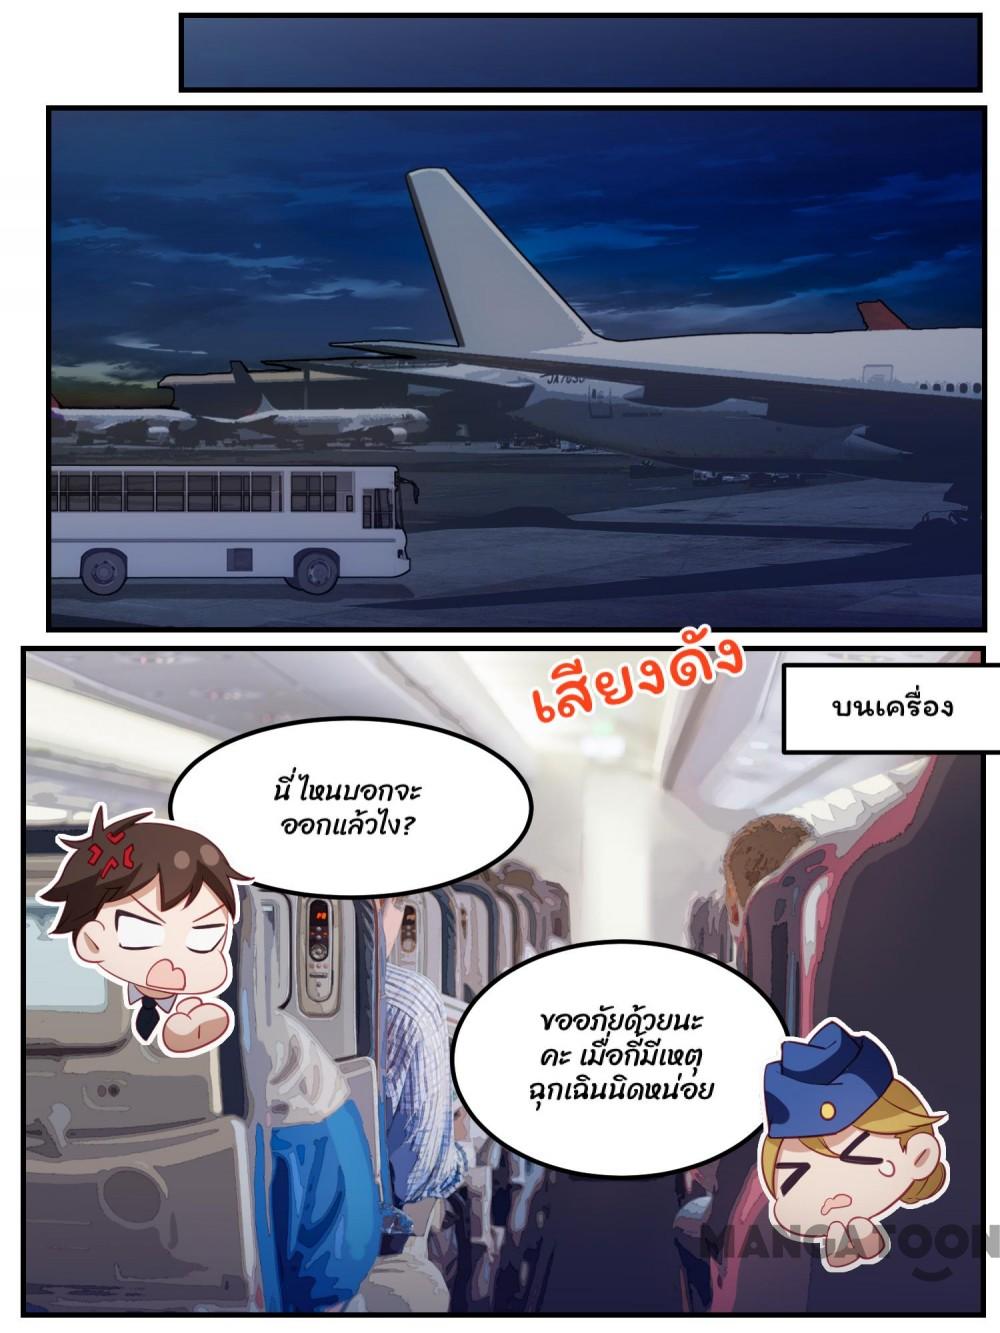 JA703J
เสียงดัง
บนเครื่อง
นี่ ไหนบอกจะ
ออกแล้วไง?
ขออภัยด้วยนะ
คะ เมื่อกี้มีเหตุ
ฉุกเฉินนิดหน่อย
MANGATOON